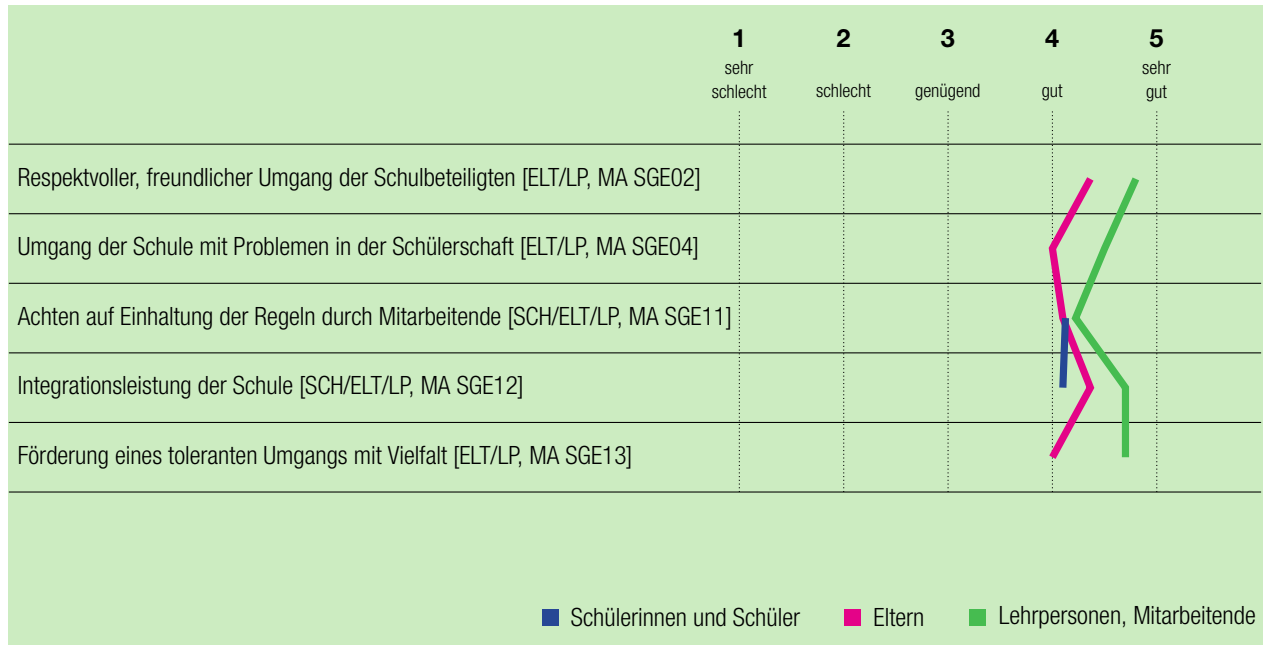 1 2 3 4 5
sehr sehr
schlecht schlecht genügend gut gut
Respektvoller, freundlicher Umgang der Schulbeteiligten [ELT/LP, MA SGE02]
Umgang der Schule mit Problemen in der Schülerschaft [ELT/LP, MA SGE04]
Achten auf Einhaltung der Regeln durch Mitarbeitende [SCH/ELT/LP, MA SGE11]
Integrationsleistung der Schule [SCH/ELT/LP, MA SGE12]
Förderung eines toleranten Umgangs mit Vielfalt [ELT/LP, MA SGE13]
Schülerinnen und Schüler Eltern Lehrpersonen, Mitarbeitende